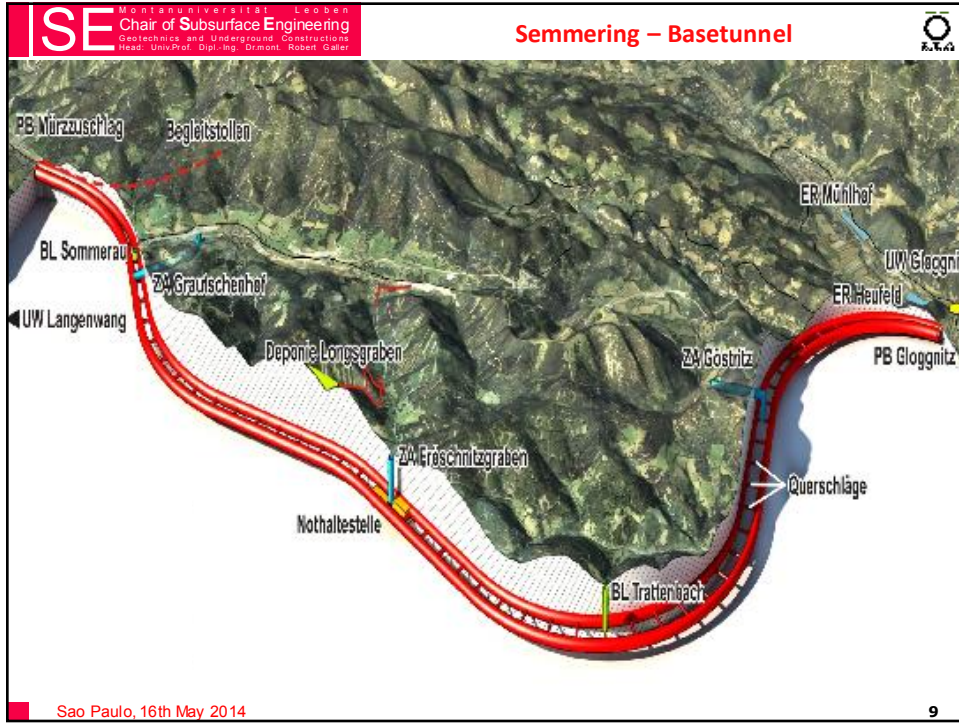 SE
Montanuniversität Leoben
Chair of Subsurface Engineering
Geotechnics and Underground Constructions
Head: Univ.Prof. Dipl.-Ing. Dr.mont. Robert Galler
Semmering – Basetunnel
PB Mürzzuschlag
Begleitstollen
ER Mühlhof
BL Sommerau
ZA Grautschenhof
UW Gloggni
ER Heufeld
UW Langenwang
Deponie Longsgraben
ZA Göstritz
PB Gloggnitz
ZA Fröschnitzgraben
Querschläge
Nothaltestelle
BL Trattenbach
Sao Paulo, 16th May 2014
9